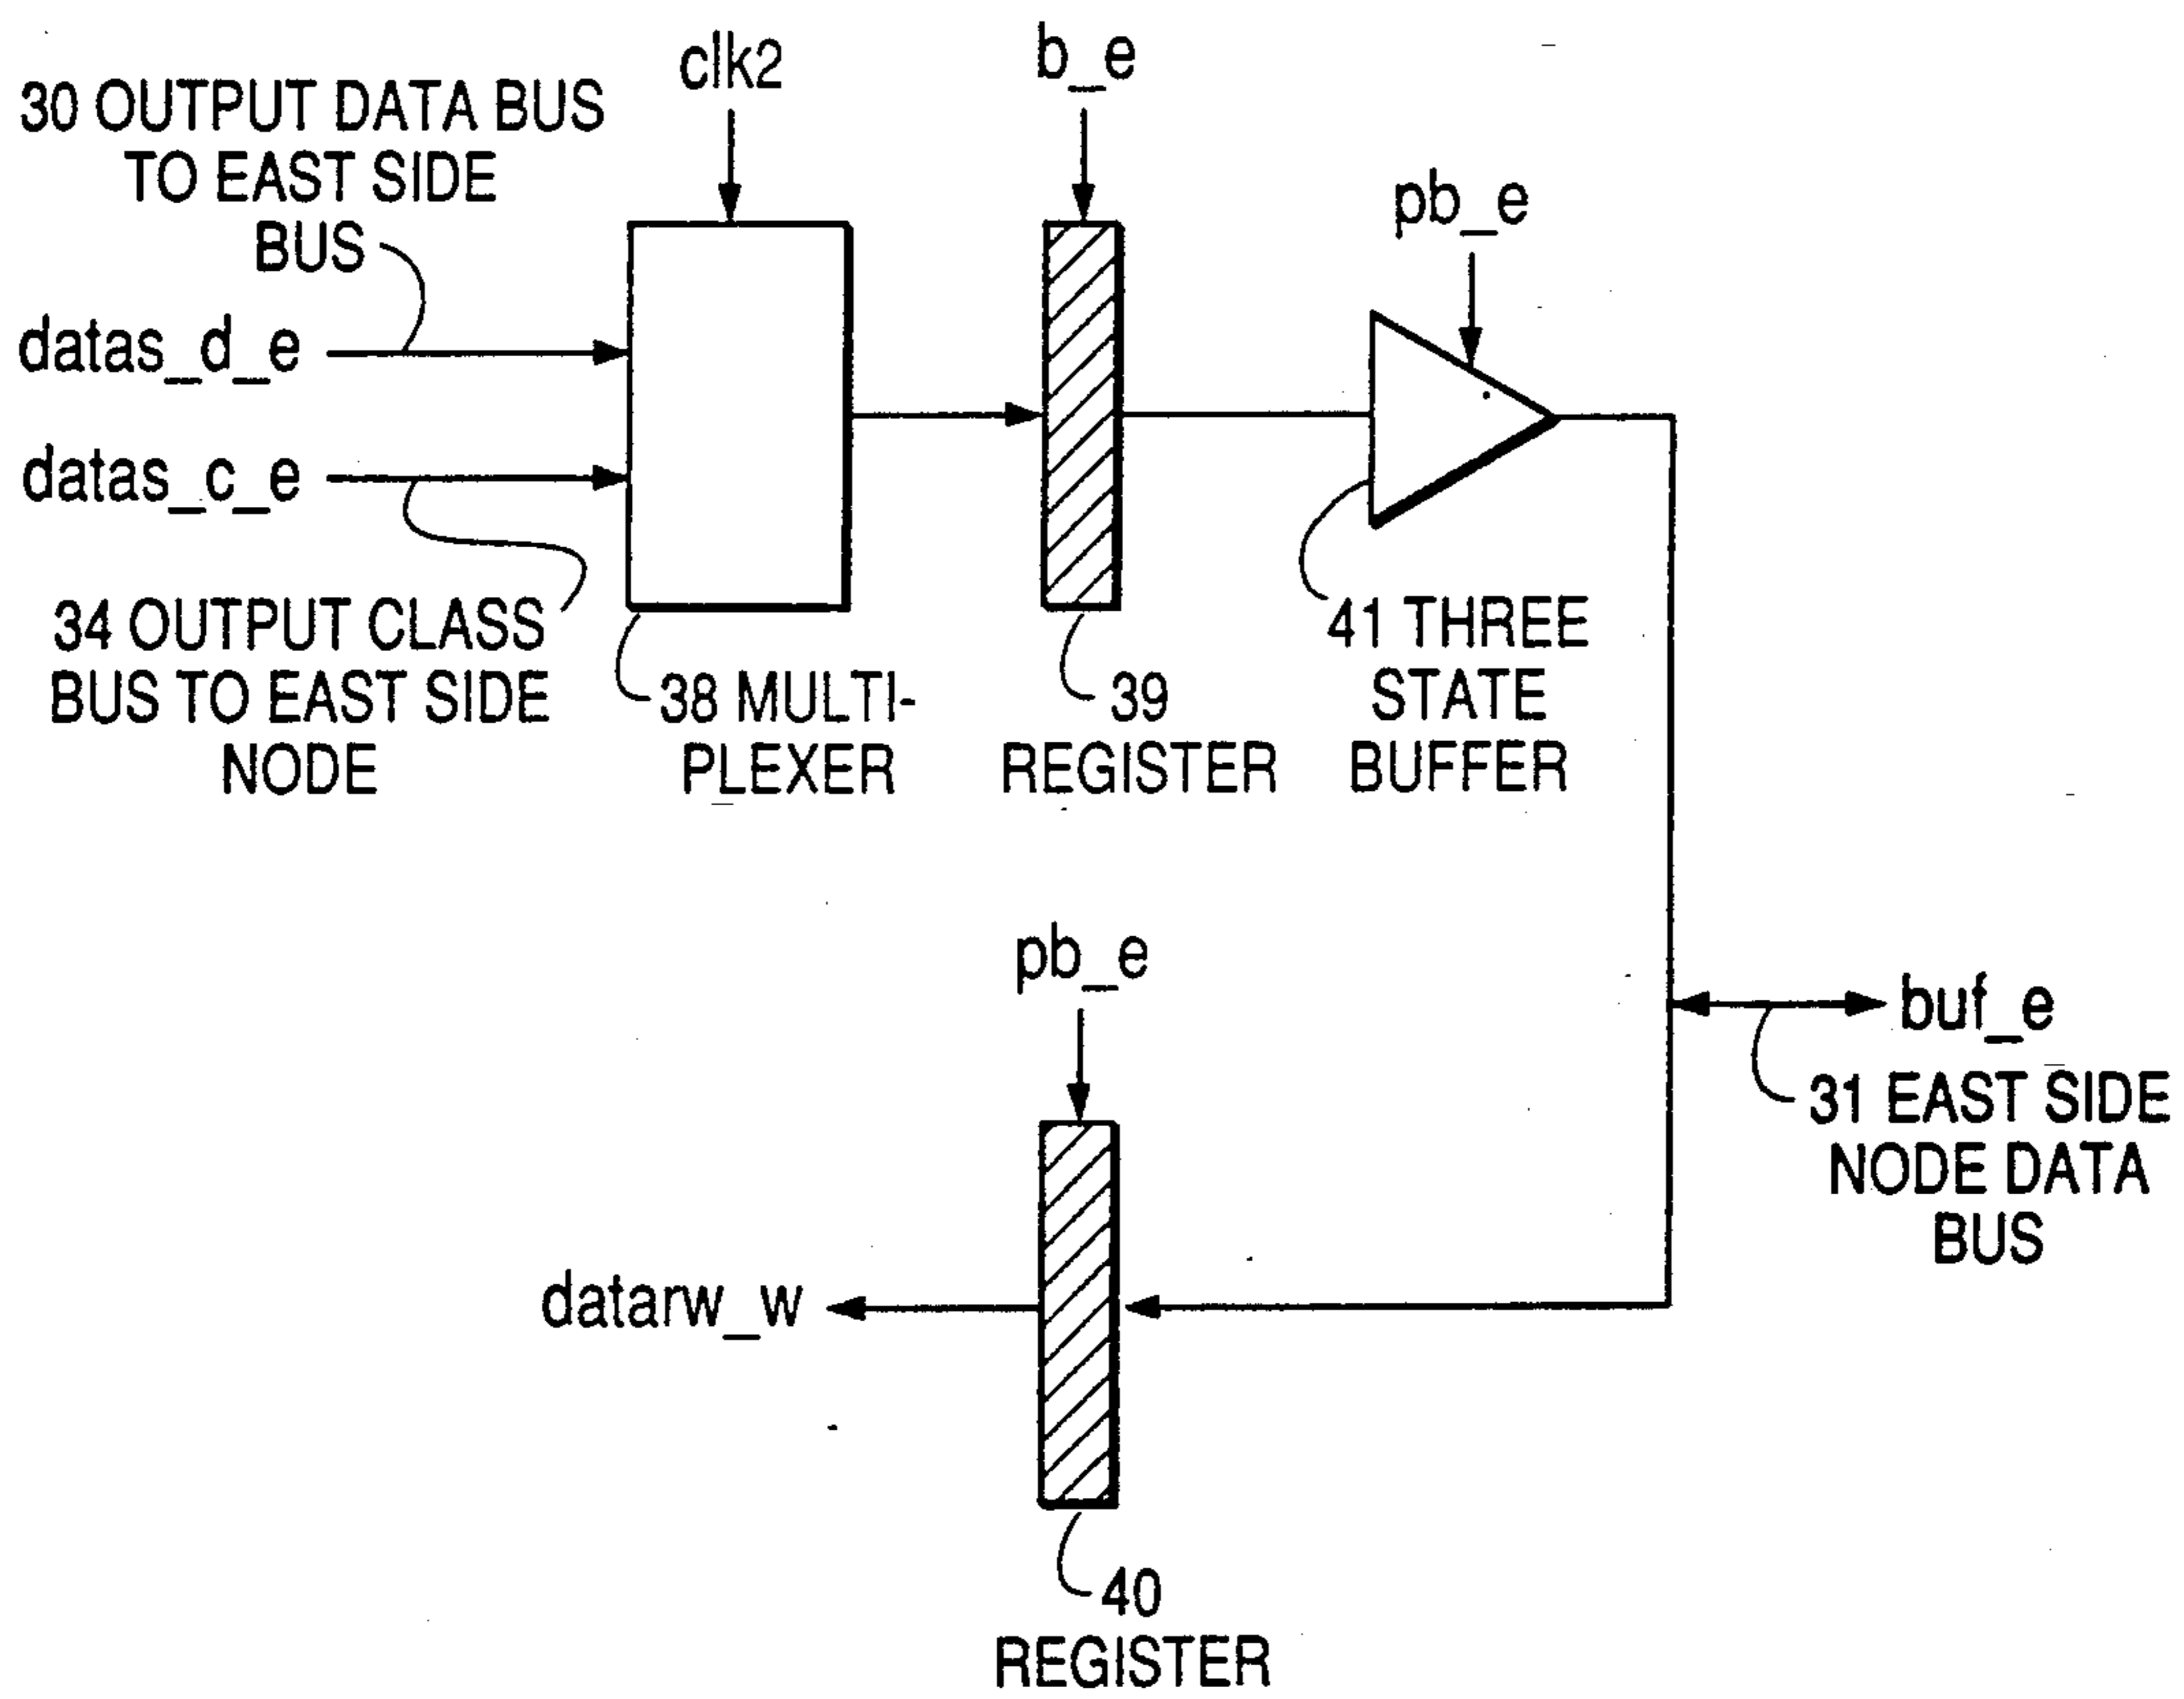 clk2
b_e
30 OUTPUT DATA BUS
TO EAST SIDE
BUS
pb_e
datas_d_e
datas_c_e
34 OUTPUT CLASS
BUS TO EAST SIDE
NODE
38 MULTI-
PLEXER
39
REGISTER
41 THREE
STATE
BUFFER
pb_e
buf_e
31 EAST SIDE
NODE DATA
BUS
datarw_w
40
REGISTER